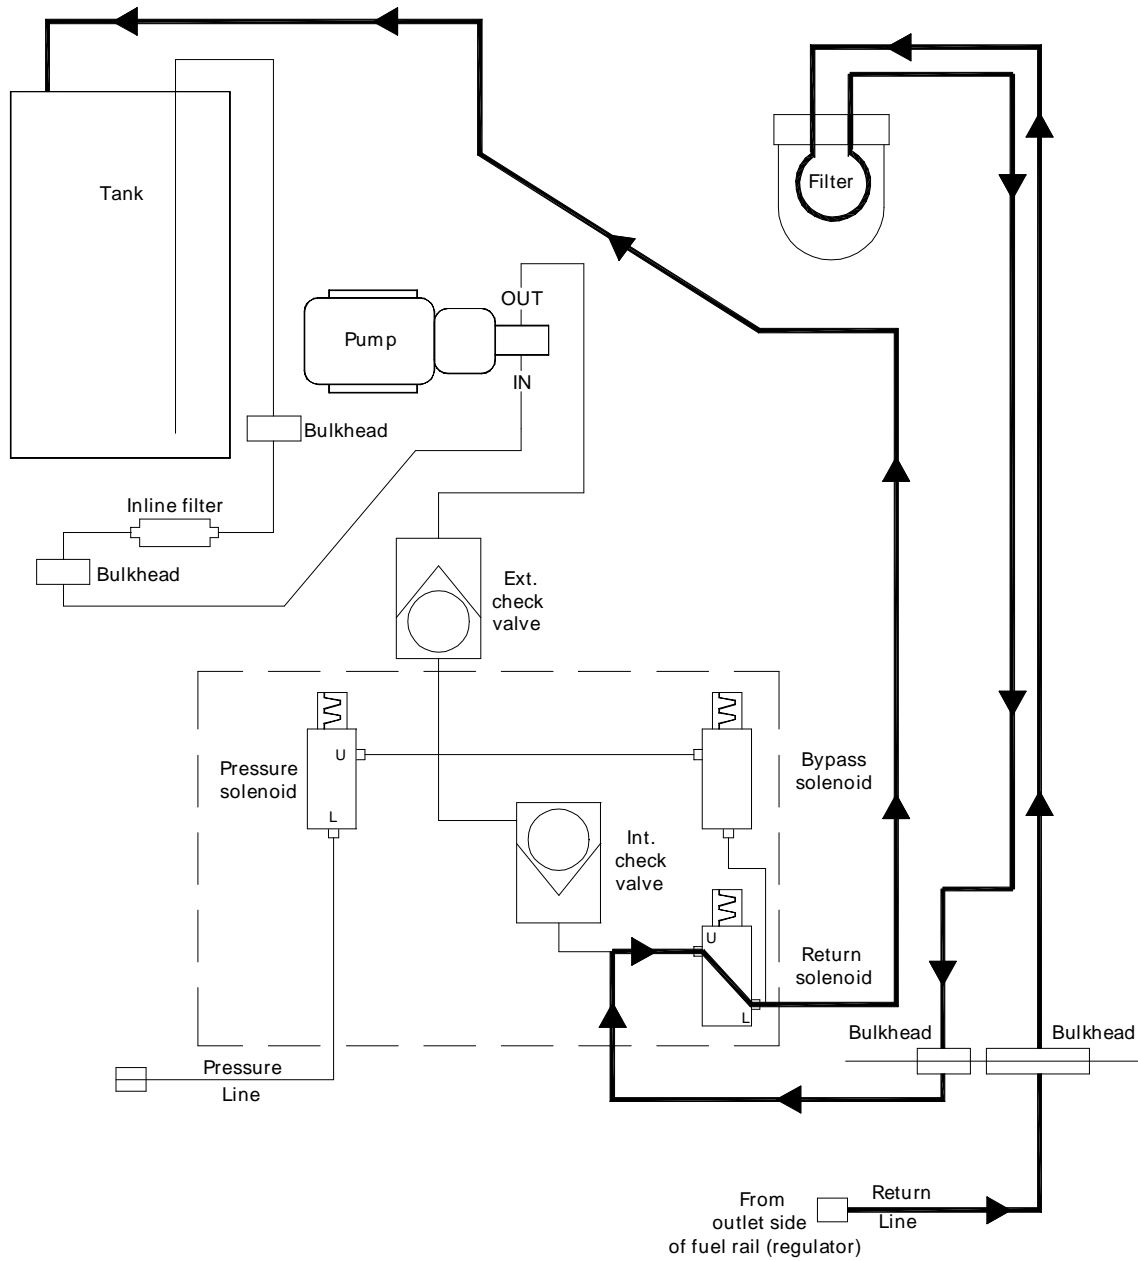 Tank
Filter
OUT
Pump
IN
Bulkhead
Inline filter
Bulkhead
Ext.
check
valve
U
Pressure
solenoid
L
Bypass
solenoid
Int.
check
valve
U
Return
solenoid
L
Bulkhead
Bulkhead
Pressure
Line
From
outlet side
of fuel rail (regulator)
Return
Line